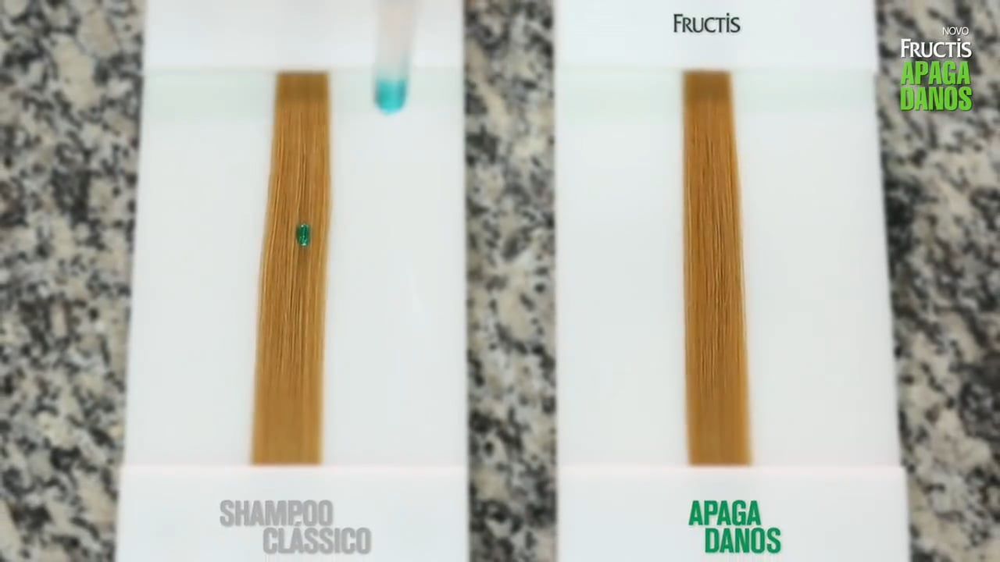 FRUCTIS
NOVO
FRUCTIS
APAGA
DANOS
SHAMPOO
CLÁSSICO
APAGA
DANOS